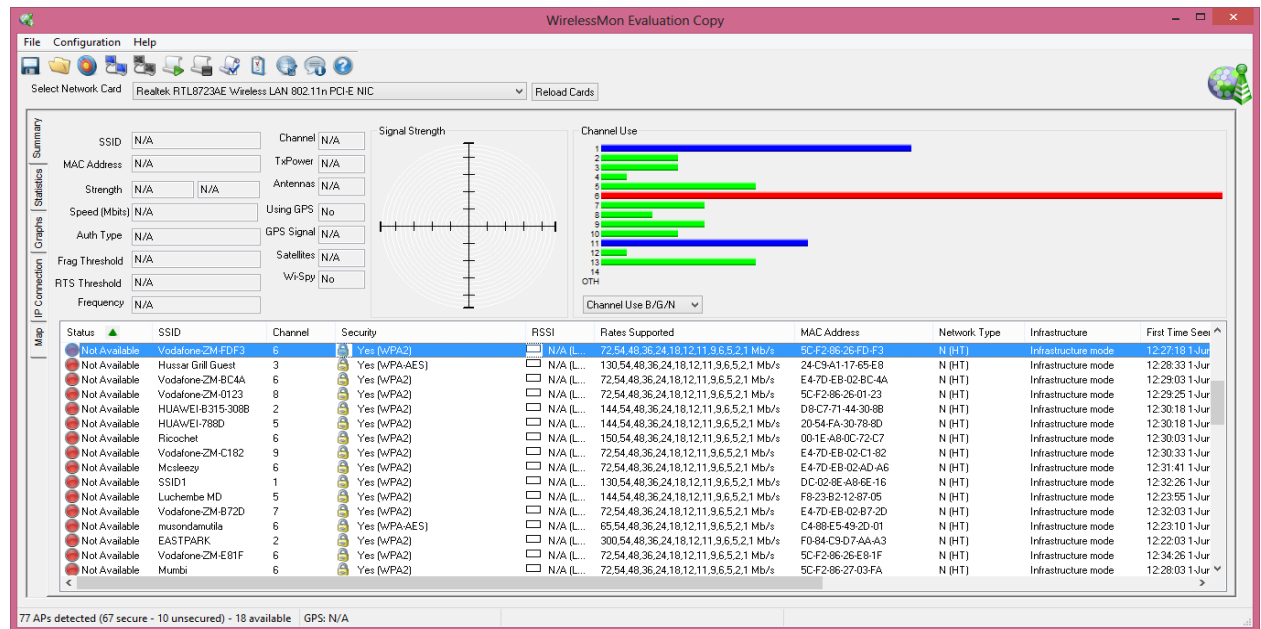 WirelessMon Evaluation Copy
File Configuration Help
Select Network Card Realtek RTL8723AE Wireless LAN 802.11n PCI-E NIC Reload Cards
Summary
Statistics
Graphs
IP Connection
Map
SSID N/A
MAC Address N/A
Strength N/A N/A
Speed (Mbits) N/A
Auth Type N/A
Frag Threshold N/A
RTS Threshold N/A
Frequency N/A
Channel N/A
TxPower N/A
Antennas N/A
Using GPS No
GPS Signal N/A
Satellites N/A
Wi-Spy No
Signal Strength
Channel Use
1
2
3
4
5
6
7
8
9
10
11
12
13
14
OTH
Channel Use B/G/N
Status SSID Channel Security RSSI Rates Supported MAC Address Network Type Infrastructure First Time Seen
Not Available Vodafone-ZM-FDF3 6 Yes (WPA2) N/A (L... 72,54,48,36,24,18,12,11,9,6,5,2,1 Mb/s 5C-F2-86-26-FD-F3 N (HT) Infrastructure mode 12:27:18 1-Jur
Not Available Hussar Grill Guest 3 Yes (WPA-AES) N/A (L... 130,54,48,36,24,18,12,11,9,6,5,2,1 Mb/s 24-C9-A1-17-65-E8 N (HT) Infrastructure mode 12:28:33 1-Jur
Not Available Vodafone-ZM-BC4A 6 Yes (WPA2) N/A (L... 72,54,48,36,24,18,12,11,9,6,5,2,1 Mb/s E4-7D-EB-02-BC-4A N (HT) Infrastructure mode 12:29:03 1-Jur
Not Available Vodafone-ZM-0123 8 Yes (WPA2) N/A (L... 72,54,48,36,24,18,12,11,9,6,5,2,1 Mb/s 5C-F2-86-26-01-23 N (HT) Infrastructure mode 12:29:25 1-Jur
Not Available HUAWEI-B315-308B 2 Yes (WPA2) N/A (L... 144,54,48,36,24,18,12,11,9,6,5,2,1 Mb/s D8-C7-71-44-30-8B N (HT) Infrastructure mode 12:30:18 1-Jur
Not Available HUAWEI-788D 5 Yes (WPA2) N/A (L... 144,54,48,36,24,18,12,11,9,6,5,2,1 Mb/s 20-54-FA-30-78-8D N (HT) Infrastructure mode 12:30:18 1-Jur
Not Available Ricochet 6 Yes (WPA2) N/A (L... 150,54,48,36,24,18,12,11,9,6,5,2,1 Mb/s 00-1E-A8-0C-72-C7 N (HT) Infrastructure mode 12:30:03 1-Jur
Not Available Vodafone-ZM-C182 9 Yes (WPA2) N/A (L... 72,54,48,36,24,18,12,11,9,6,5,2,1 Mb/s E4-7D-EB-02-C1-82 N (HT) Infrastructure mode 12:30:33 1-Jur
Not Available Mcsleezy 6 Yes (WPA2) N/A (L... 72,54,48,36,24,18,12,11,9,6,5,2,1 Mb/s E4-7D-EB-02-AD-A6 N (HT) Infrastructure mode 12:31:41 1-Jur
Not Available SSID1 1 Yes (WPA2) N/A (L... 130,54,48,36,24,18,12,11,9,6,5,2,1 Mb/s DC-02-8E-A8-6E-16 N (HT) Infrastructure mode 12:32:26 1-Jur
Not Available Luchembe MD 5 Yes (WPA2) N/A (L... 144,54,48,36,24,18,12,11,9,6,5,2,1 Mb/s F8-23-B2-12-87-05 N (HT) Infrastructure mode 12:23:55 1-Jur
Not Available Vodafone-ZM-B72D 7 Yes (WPA2) N/A (L... 72,54,48,36,24,18,12,11,9,6,5,2,1 Mb/s E4-7D-EB-02-B7-2D N (HT) Infrastructure mode 12:32:03 1-Jur
Not Available musondamutila 6 Yes (WPA-AES) N/A (L... 65,54,48,36,24,18,12,11,9,6,5,2,1 Mb/s C4-88-E5-49-2D-01 N (HT) Infrastructure mode 12:23:10 1-Jur
Not Available EASTPARK 2 Yes (WPA2) N/A (L... 300,54,48,36,24,18,12,11,9,6,5,2,1 Mb/s F0-84-C9-D7-AA-A3 N (HT) Infrastructure mode 12:22:03 1-Jur
Not Available Vodafone-ZM-E81F 6 Yes (WPA2) N/A (L... 72,54,48,36,24,18,12,11,9,6,5,2,1 Mb/s 5C-F2-86-26-E8-1F N (HT) Infrastructure mode 12:34:26 1-Jur
Not Available Mumbi 6 Yes (WPA2) N/A (L... 72,54,48,36,24,18,12,11,9,6,5,2,1 Mb/s 5C-F2-86-27-03-FA N (HT) Infrastructure mode 12:28:03 1-Jur
77 APs detected (67 secure - 10 unsecured) - 18 available GPS: N/A